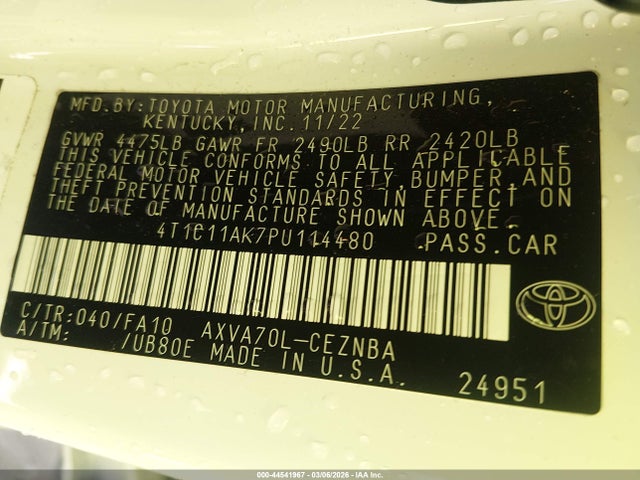 MFD.BY:TOYOTA MOTOR MANUFACTURING,
KENTUCKY,INC.11/22
GVWR 4475LB GAWR FR 2490LB RR 2420LB
THIS VEHICLE CONFORMS TO ALL APPLICABLE
FEDERAL MOTOR VEHICLE SAFETY,BUMPER,AND
THEFT PREVENTION STANDARDS IN EFFECT ON
THE DATE OF MANUFACTURE SHOWN ABOVE.
4T1C11AK7PU114480 PASS.CAR
C/TR:040/FA10 AXVA70L-CEZNBA
A/TM: /UB80E MADE IN U.S.A.
24951
000-44541967 - 03/06/2026 - IAA Inc.